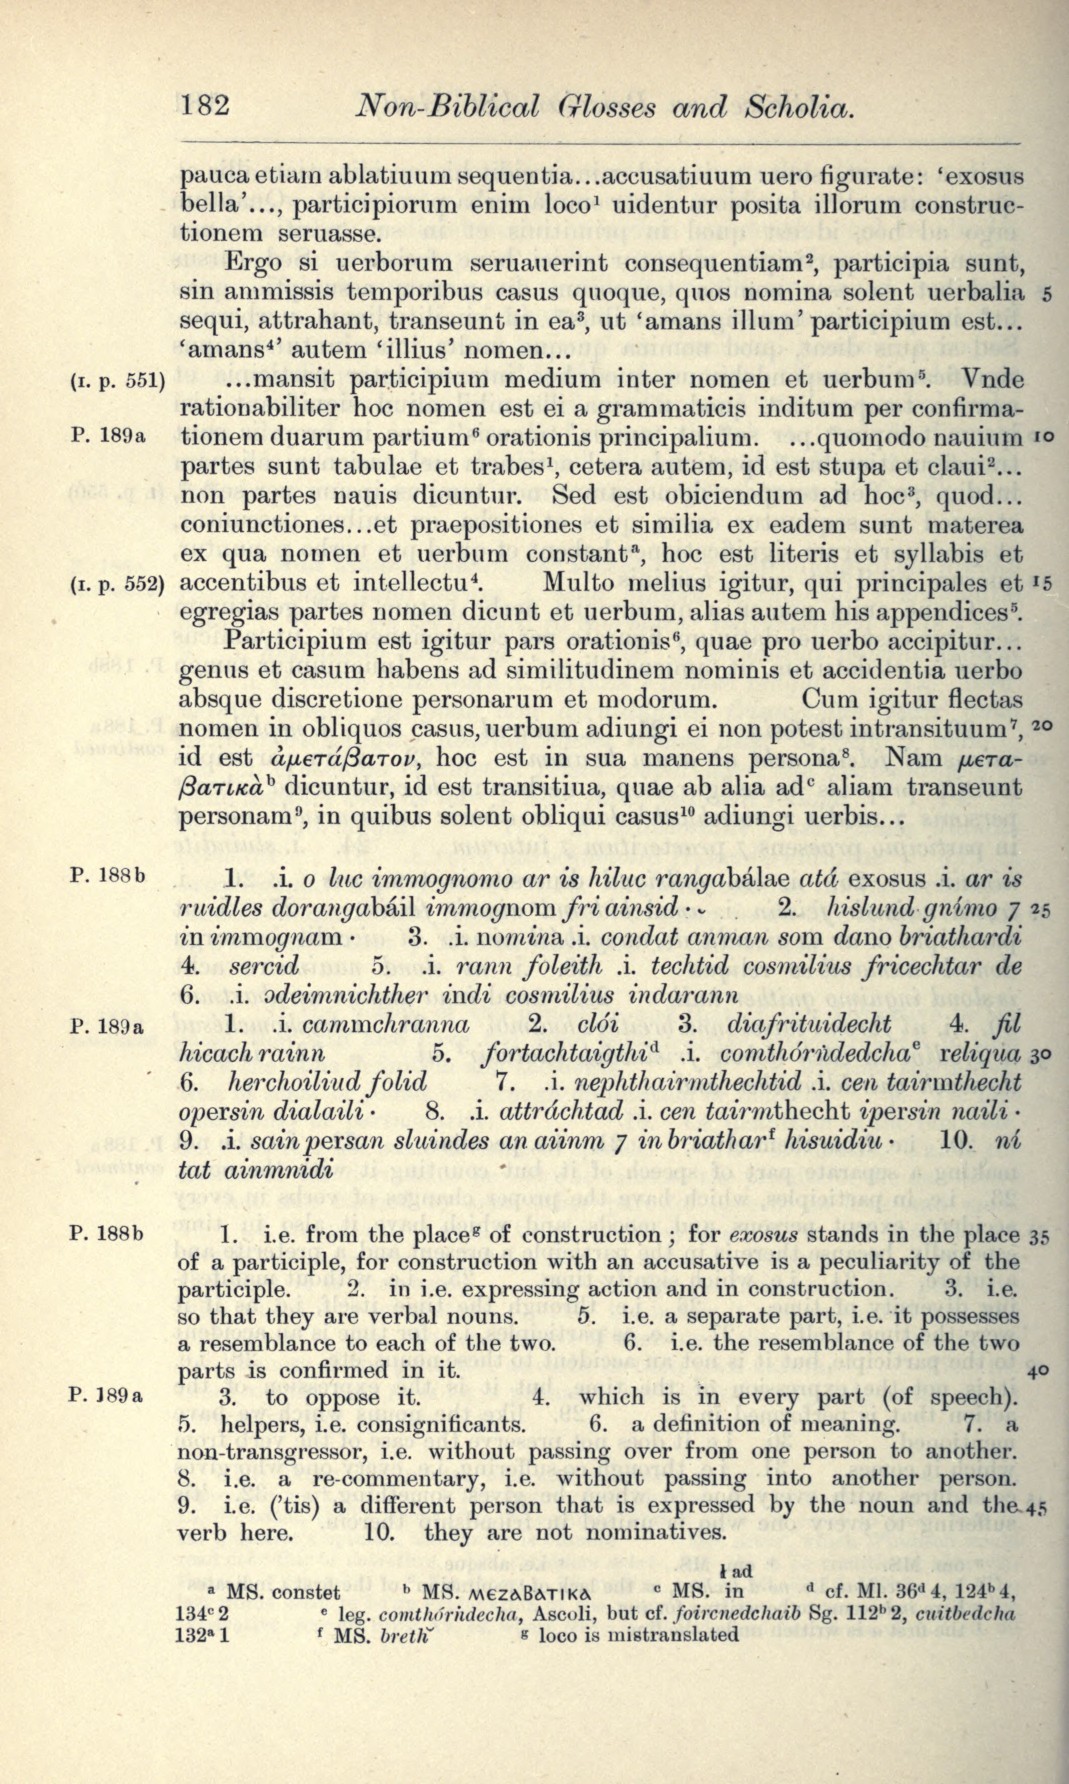 182 Non-Biblical Glosses and Scholia.
pauca etiam ablatiuum sequentia...accusatiuum uero figurate: ‘exosus
bella’..., participiorum enim loco¹ uidentur posita illorum construc-
tionem seruasse.
Ergo si uerborum seruauerint consequentiam², participia sunt,
sin ammissis temporibus casus quoque, quos nomina solent uerbalia 5
sequi, attrahant, transeunt in ea³, ut ‘amans illum’ participium est...
‘amans⁴’ autem ‘illius’ nomen...
(I. p. 551) ...mansit participium medium inter nomen et uerbum⁵. Vnde
rationabiliter hoc nomen est ei a grammaticis inditum per confirma-
P. 189a tionem duarum partium⁶ orationis principalium. ...quomodo nauium 10
partes sunt tabulae et trabes¹, cetera autem, id est stupa et claui²...
non partes nauis dicuntur. Sed est obiciendum ad hoc³, quod...
coniunctiones...et praepositiones et similia ex eadem sunt materea
ex qua nomen et uerbum constantᵃ, hoc est literis et syllabis et
(I. p. 552) accentibus et intellectu⁴. Multo melius igitur, qui principales et 15
egregias partes nomen dicunt et uerbum, alias autem his appendices⁵.
Participium est igitur pars orationis⁶, quae pro uerbo accipitur...
genus et casum habens ad similitudinem nominis et accidentia uerbo
absque discretione personarum et modorum. Cum igitur flectas
nomen in obliquos casus, uerbum adiungi ei non potest intransituum⁷, 20
id est ἀμετάβατον, hoc est in sua manens persona⁸. Nam μετα-
βατικὰᵇ dicuntur, id est transitiua, quae ab alia adᶜ aliam transeunt
personam⁹, in quibus solent obliqui casus¹⁰ adiungi uerbis...
P. 188b 1. .i. o luc immognomo ar is hiluc rangabálae atá exosus .i. ar is
ruidles dorangabáil immognom fri ainsid · ⌣ 2. hislund gnímo ⁊ 25
in immognam · 3. .i. nomina .i. condat anman som dano briathardi
4. sercid 5. .i. rann foleith .i. techtid cosmilius fricechtar de
6. .i. ɔdeimnichther indi cosmilius indarann
P. 189a 1. .i. cammchranna 2. clói 3. diafrituidecht 4. fil
hicach rainn 5. fortachtaigthiᵈ .i. comthórṅdedchaᵉ reliqua 30
6. herchoiliud folid 7. .i. nephthairmthechtid .i. cen tairmthecht
opersin dialaili · 8. .i. attráchtad .i. cen tairmthecht ipersin naili ·
9. .i. sain persan sluindes an aiinm ⁊ in briatharᶠ hisuidiu · 10. ní
tat ainmnidi
P. 188b 1. i.e. from the placeᵍ of construction; for exosus stands in the place 35
of a participle, for construction with an accusative is a peculiarity of the
participle. 2. in i.e. expressing action and in construction. 3. i.e.
so that they are verbal nouns. 5. i.e. a separate part, i.e. it possesses
a resemblance to each of the two. 6. i.e. the resemblance of the two
parts is confirmed in it. 40
P. 189a 3. to oppose it. 4. which is in every part (of speech).
5. helpers, i.e. consignificants. 6. a definition of meaning. 7. a
non-transgressor, i.e. without passing over from one person to another.
8. i.e. a re-commentary, i.e. without passing into another person.
9. i.e. (’tis) a different person that is expressed by the noun and the 45
verb here. 10. they are not nominatives.
ł ad
ᵃ MS. constet ᵇ MS. ΜΕΖΑΒΑΤΙΚΑ ᶜ MS. in ᵈ cf. Ml. 36ᵈ 4, 124ᵇ 4,
134ᶜ 2 ᵉ leg. comthórṅdecha, Ascoli, but cf. foircnedchaib Sg. 112ᵇ 2, cuitbedcha
132ᵃ 1 ᶠ MS. breth̆ ᵍ loco is mistranslated